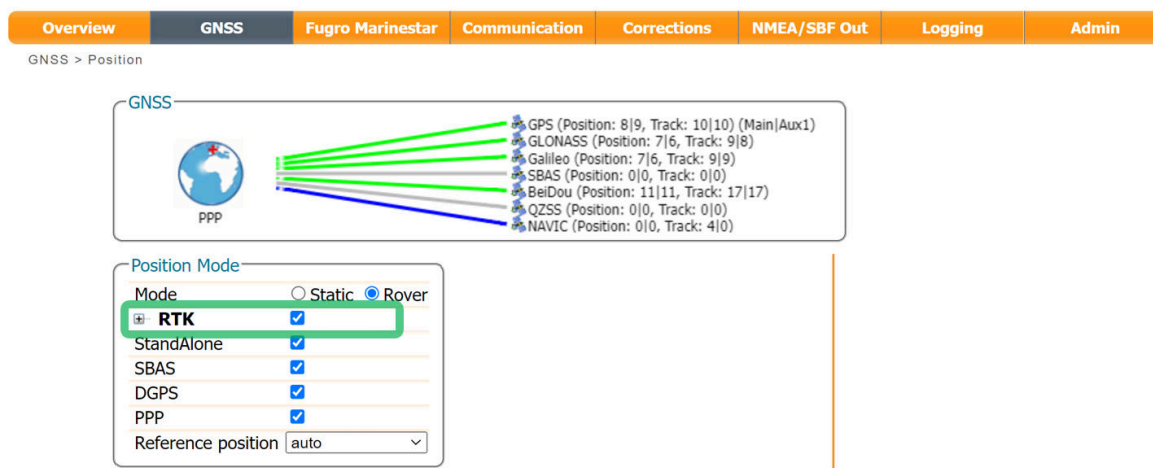 Overview GNSS Fugro Marinestar Communication Corrections NMEA/SBF Out Logging Admin
GNSS > Position
GNSS
GPS (Position: 8|9, Track: 10|10) (Main|Aux1)
GLONASS (Position: 7|6, Track: 9|8)
Galileo (Position: 7|6, Track: 9|9)
SBAS (Position: 0|0, Track: 0|0)
BeiDou (Position: 11|11, Track: 17|17)
QZSS (Position: 0|0, Track: 0|0)
NAVIC (Position: 0|0, Track: 4|0)
PPP
Position Mode
Mode Static Rover
RTK
StandAlone
SBAS
DGPS
PPP
Reference position auto